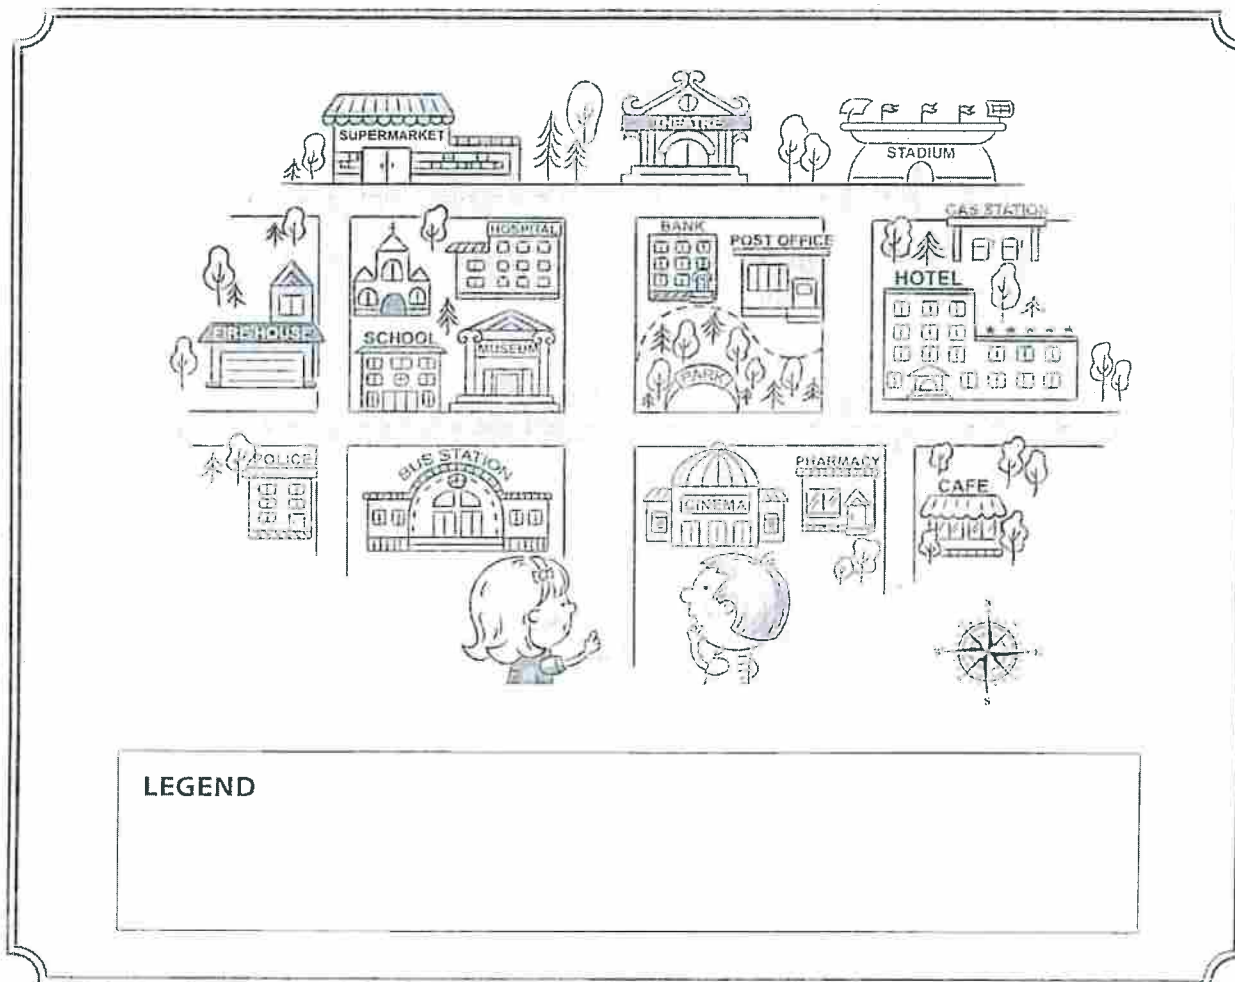 SUPERMARKET
THEATRE
STADIUM
GAS STATION
HOSPITAL
BANK
POST OFFICE
HOTEL
FIREHOUSE
SCHOOL
MUSEUM
PARK
POLICE
BUS STATION
CINEMA
PHARMACY
CAFE
N
W
E
S
LEGEND